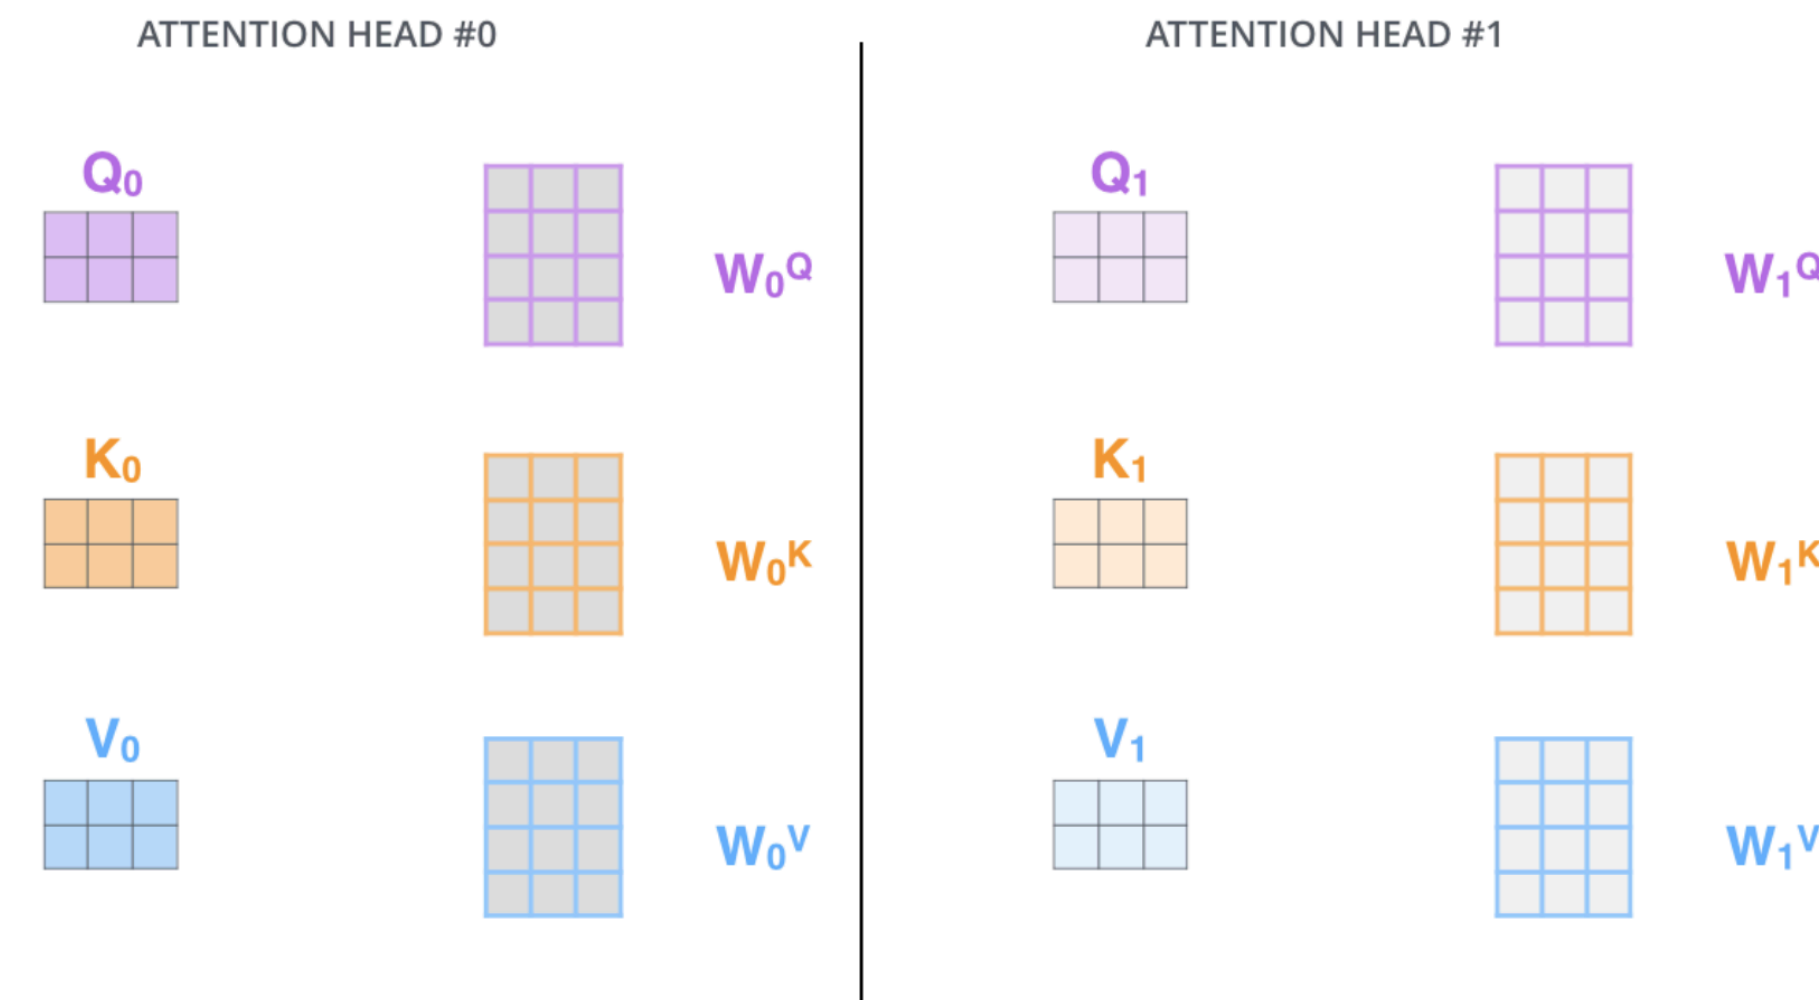 ATTENTION HEAD #0
ATTENTION HEAD #1
Q0
W0Q
Q1
W1Q
K0
W0K
K1
W1K
V0
W0V
V1
W1V